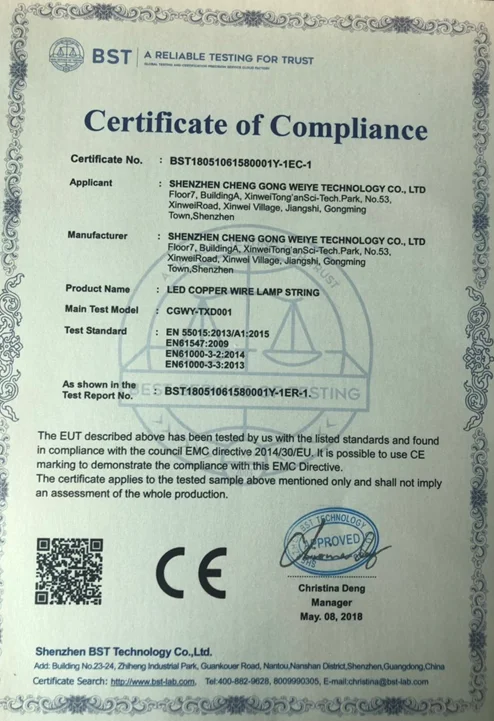 BST A RELIABLE TESTING FOR TRUST
Certificate of Compliance
Certificate No. : BST18051061580001Y-1EC-1
Applicant : SHENZHEN CHENG GONG WEIYE TECHNOLOGY CO., LTD
Floor7, BuildingA, XinweiTong'anSci-Tech.Park, No.53,
XinweiRoad, Xinwei Village, Jiangshi, Gongming
Town,Shenzhen
Manufacturer : SHENZHEN CHENG GONG WEIYE TECHNOLOGY CO., LTD
Floor7, BuildingA, XinweiTong'anSci-Tech.Park, No.53,
XinweiRoad, Xinwei Village, Jiangshi, Gongming
Town,Shenzhen
Product Name : LED COPPER WIRE LAMP STRING
Main Test Model : CGWY-TXD001
Test Standard : EN 55015:2013/A1:2015
EN61547:2009
EN61000-3-2:2014
EN61000-3-3:2013
As shown in the
Test Report No. : BST18051061580001Y-1ER-1.
The EUT described above has been tested by us with the listed standards and found
in compliance with the council EMC directive 2014/30/EU. It is possible to use CE
marking to demonstrate the compliance with this EMC Directive.
The certificate applies to the tested sample above mentioned only and shall not imply
an assessment of the whole production.
BST TECHNOLOGY
APPROVED
CE
Christina Deng
Manager
May. 08, 2018
Shenzhen BST Technology Co.,Ltd.
Add: Building No.23-24, Zhiheng Industrial Park, Guankouer Road, Nantou,Nanshan District,Shenzhen,Guangdong,China
Certificate Search: http://www.bst-lab.com. Tel:400-882-9628, 8009990305, E-mail:christina@bst-lab.com